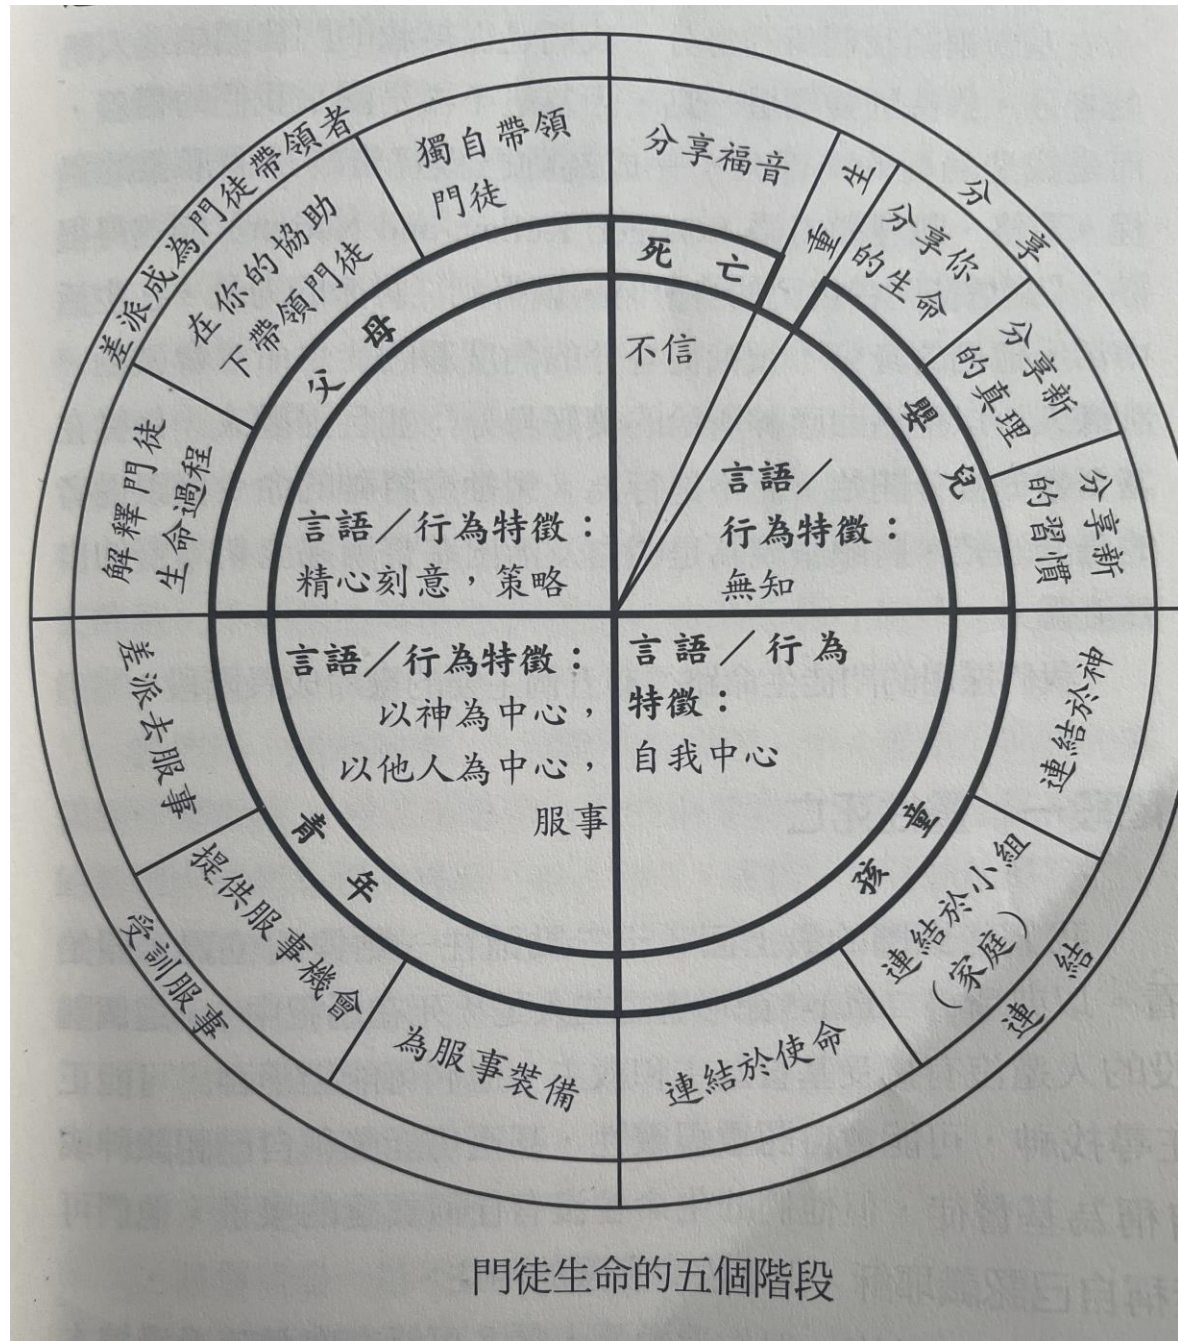 分享
分享福音
重生
分享你
的生命
分享新
的真理
分享新
的習慣
死亡
嬰兒
不信
言語/
行為特徵:
無知
連結
連結於神
連結於小組
(家庭)
連結於使命
孩童
言語/行為
特徵:
自我中心
受訓服事
為服事裝備
提供服事機會
差派去服事
青年
言語/行為特徵:
以神為中心,
以他人為中心,
服事
差派成為門徒帶領者
解釋門徒
生命過程
在你的協助
下帶領門徒
獨自帶領
門徒
父母
言語/行為特徵:
精心刻意,策略
門徒生命的五個階段